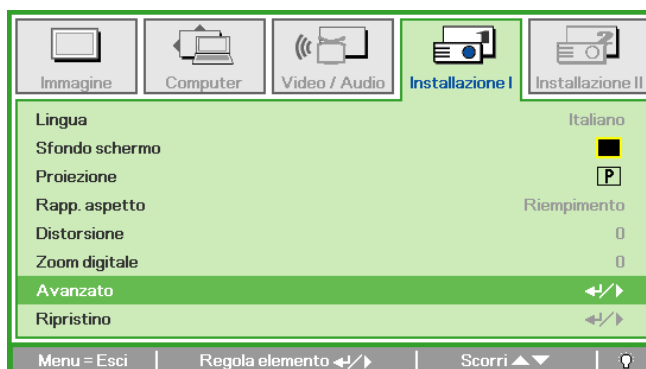 Immagine
Computer
Video / Audio
Installazione I
Installazione II
Lingua Italiano
Sfondo schermo
Proiezione P
Rapp. aspetto Riempimento
Distorsione 0
Zoom digitale 0
Avanzato
Ripristino
Menu = Esci Regola elemento Scorri